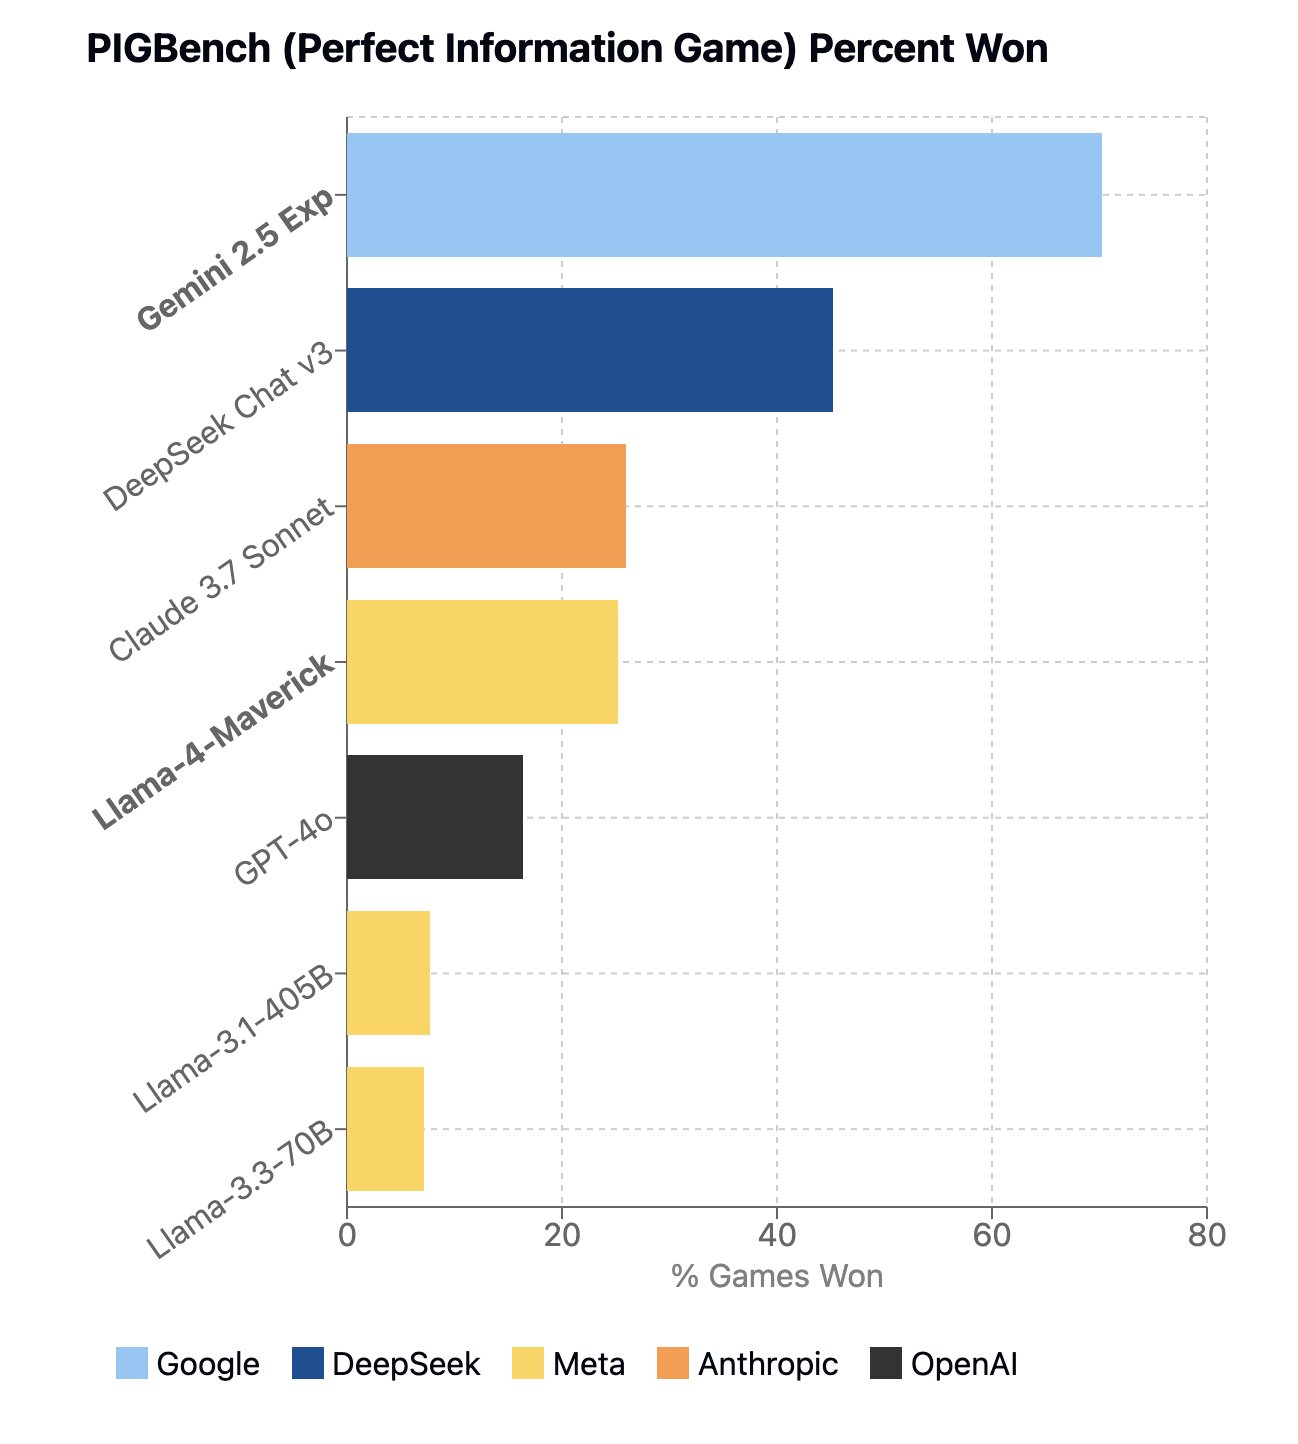 PIGBench (Perfect Information Game) Percent Won
Gemini 2.5 Exp
DeepSeek Chat v3
Claude 3.7 Sonnet
Llama-4-Maverick
GPT-4o
Llama-3.1-405B
Llama-3.3-70B
0 20 40 60 80
% Games Won
Google DeepSeek Meta Anthropic OpenAI